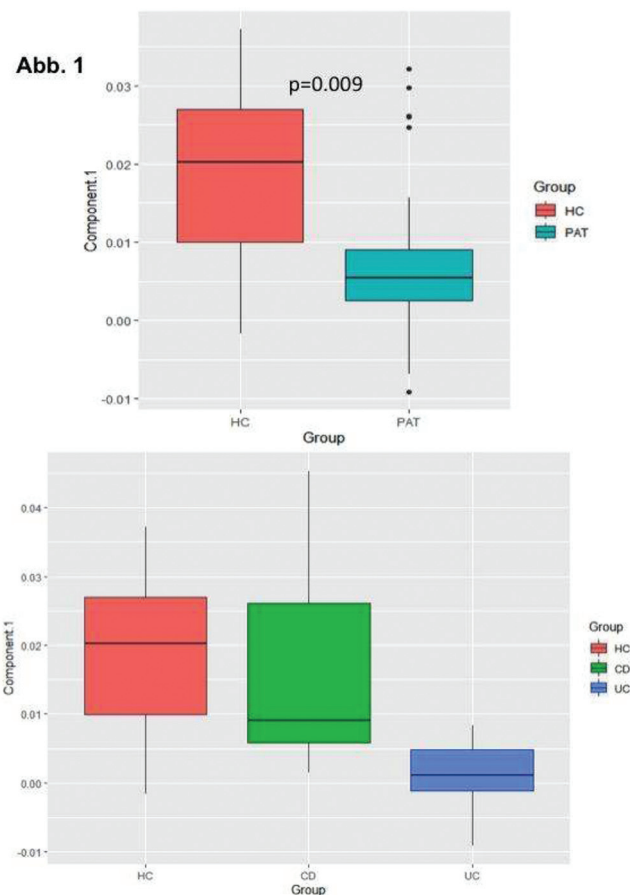 Abb. 1
p=0.009
Component.1
0.03
0.02
0.01
0.00
-0.01
HC
PAT
Group
Group
HC
PAT
Component.1
0.04
0.03
0.02
0.01
0.00
-0.01
HC
CD
UC
Group
Group
HC
CD
UC